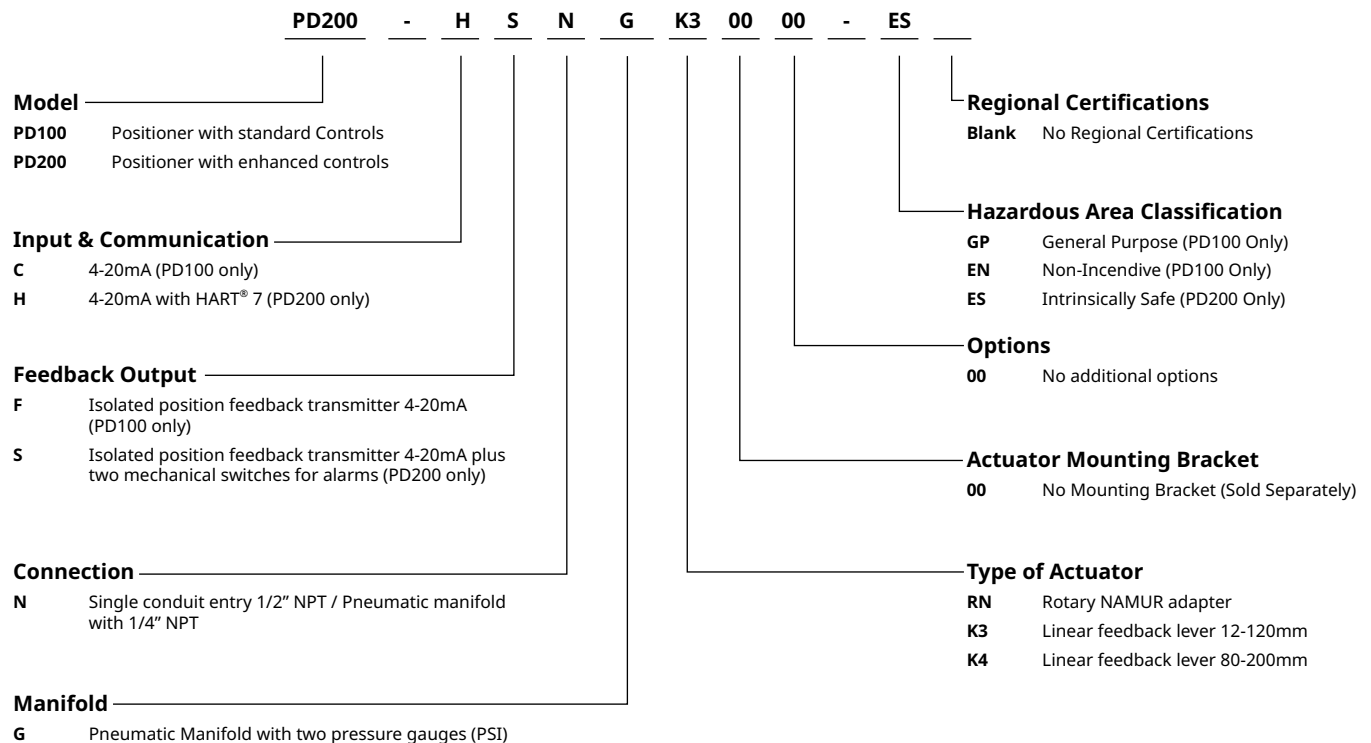 PD200 - H S N G K3 00 00 - ES
Model
PD100 Positioner with standard Controls
PD200 Positioner with enhanced controls
Input & Communication
C 4-20mA (PD100 only)
H 4-20mA with HART® 7 (PD200 only)
Feedback Output
F Isolated position feedback transmitter 4-20mA
(PD100 only)
S Isolated position feedback transmitter 4-20mA plus
two mechanical switches for alarms (PD200 only)
Connection
N Single conduit entry 1/2” NPT / Pneumatic manifold
with 1/4” NPT
Manifold
G Pneumatic Manifold with two pressure gauges (PSI)
Regional Certifications
Blank No Regional Certifications
Hazardous Area Classification
GP General Purpose (PD100 Only)
EN Non-Incendive (PD100 Only)
ES Intrinsically Safe (PD200 Only)
Options
00 No additional options
Actuator Mounting Bracket
00 No Mounting Bracket (Sold Separately)
Type of Actuator
RN Rotary NAMUR adapter
K3 Linear feedback lever 12-120mm
K4 Linear feedback lever 80-200mm